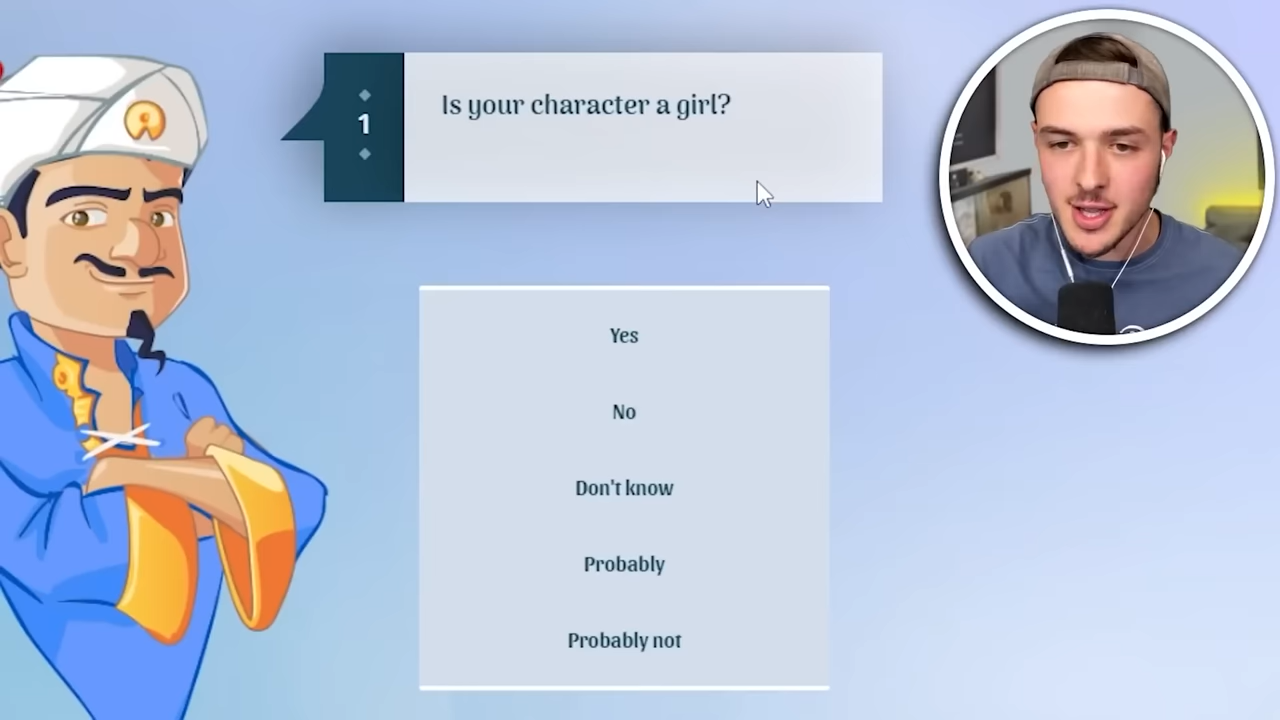 1
Is your character a girl?
Yes
No
Don't know
Probably
Probably not